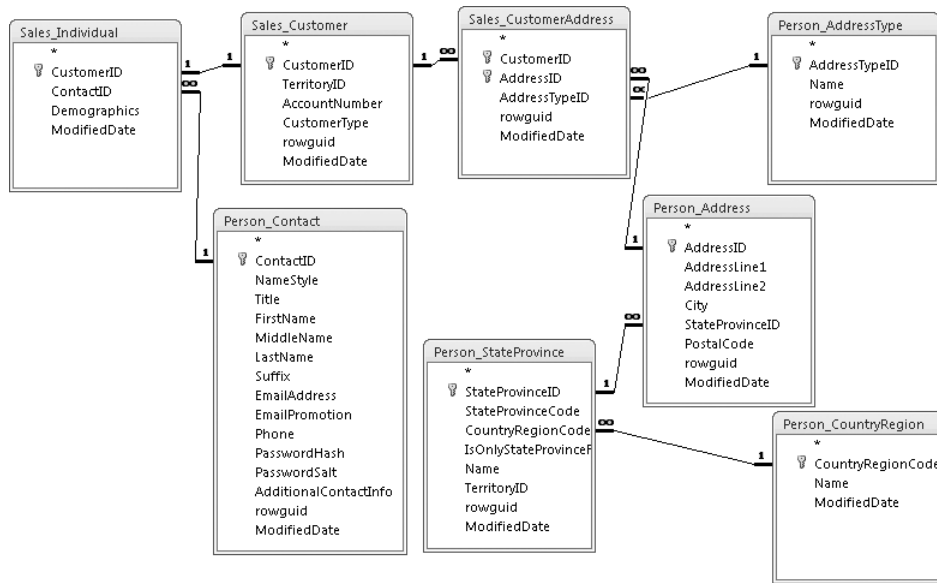 Sales_Individual
*
CustomerID
ContactID
Demographics
ModifiedDate
1
∞
Sales_Customer
*
CustomerID
TerritoryID
AccountNumber
CustomerType
rowguid
ModifiedDate
1
1
Sales_CustomerAddress
*
CustomerID
AddressID
AddressTypeID
rowguid
ModifiedDate
∞
∞
∞
Person_AddressType
*
AddressTypeID
Name
rowguid
ModifiedDate
1
Person_Contact
*
ContactID
NameStyle
Title
FirstName
MiddleName
LastName
Suffix
EmailAddress
EmailPromotion
Phone
PasswordHash
PasswordSalt
AdditionalContactInfo
rowguid
ModifiedDate
1
Person_Address
*
AddressID
AddressLine1
AddressLine2
City
StateProvinceID
PostalCode
rowguid
ModifiedDate
1
∞
Person_StateProvince
*
StateProvinceID
StateProvinceCode
CountryRegionCode
IsOnlyStateProvinceF
Name
TerritoryID
rowguid
ModifiedDate
1
∞
Person_CountryRegion
*
CountryRegionCode
Name
ModifiedDate
1